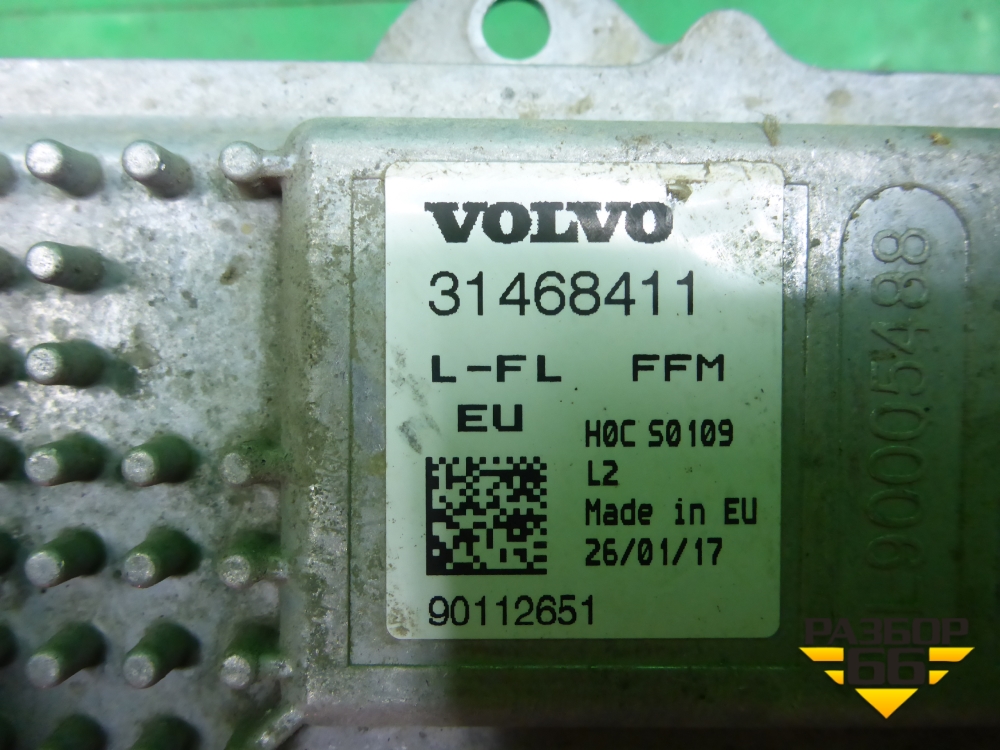 VOLVO
31468411
L-FL FFM
EU
H0C S0109
L2
Made in EU
26/01/17
90112651
90005488
РАЗБОР
66